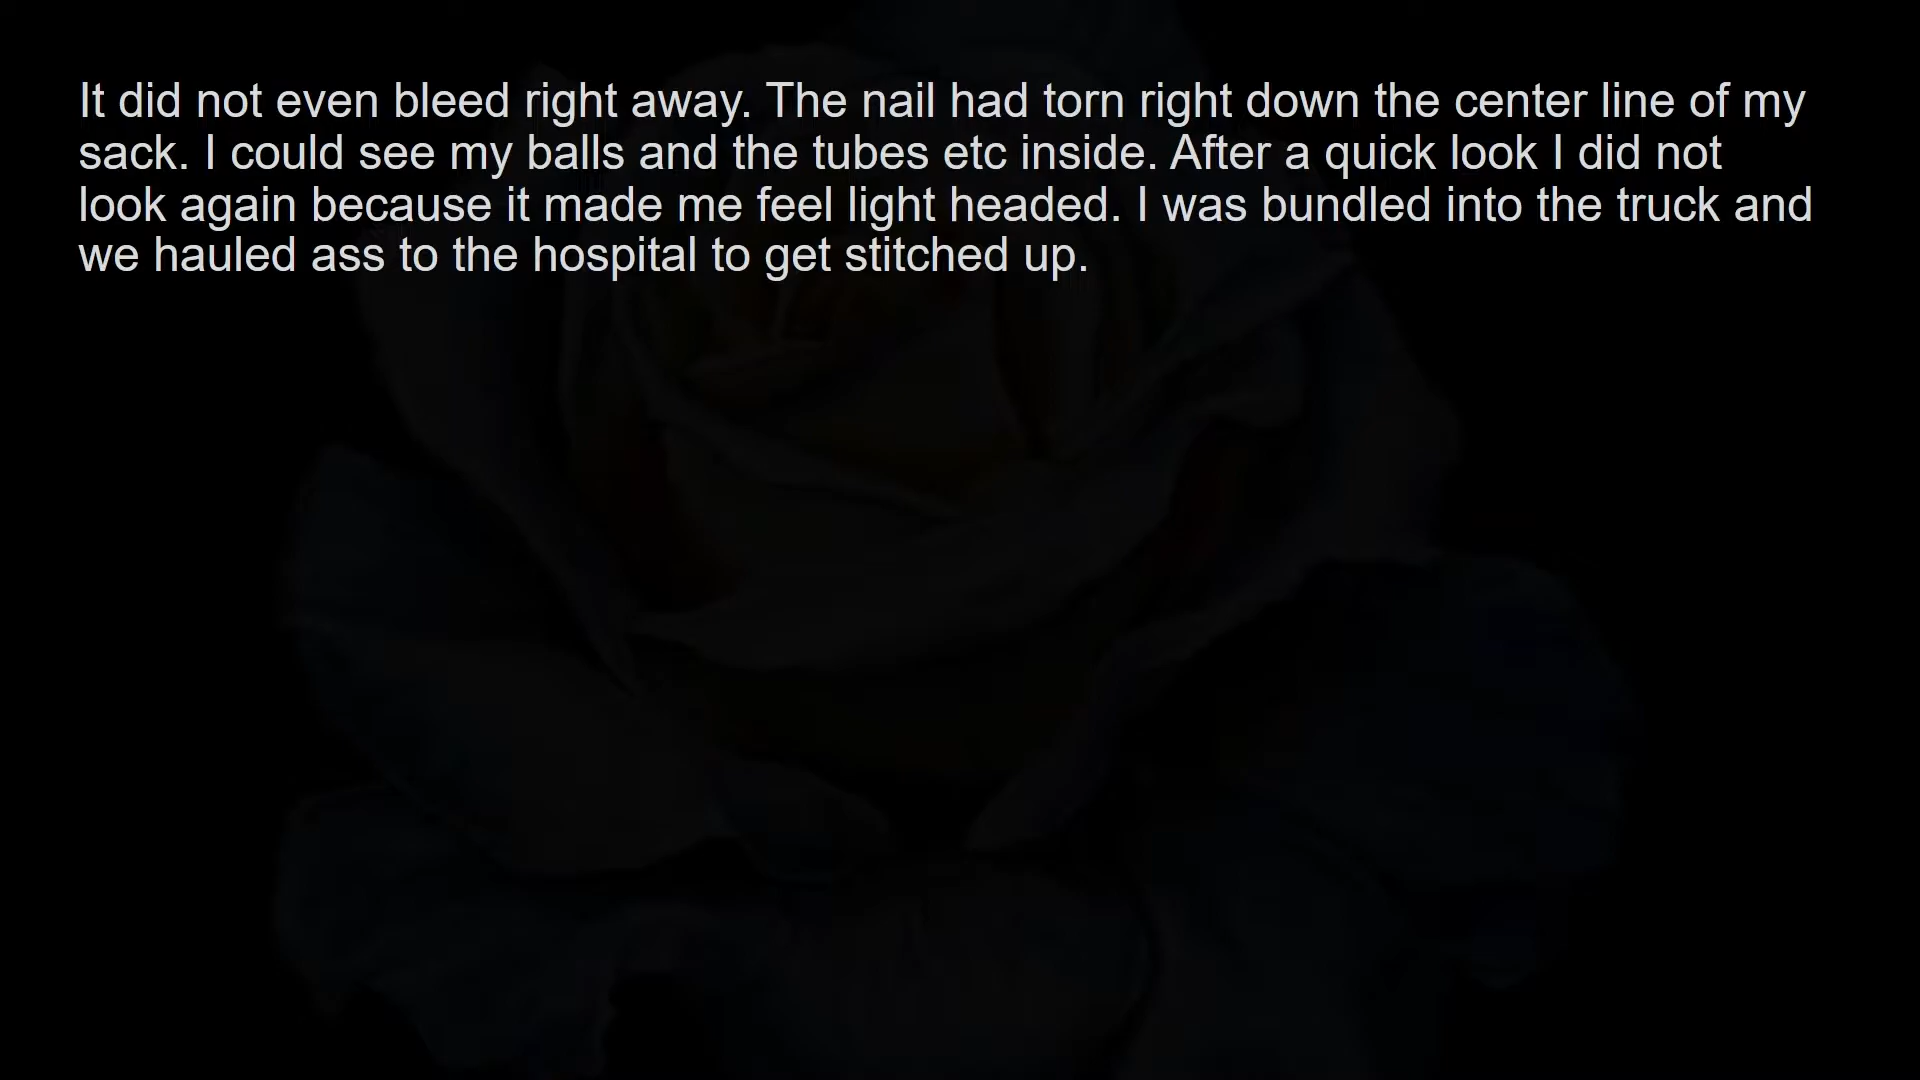 It did not even bleed right away. The nail had torn right down the center line of my
sack. I could see my balls and the tubes etc inside. After a quick look I did not
look again because it made me feel light headed. I was bundled into the truck and
we hauled ass to the hospital to get stitched up.